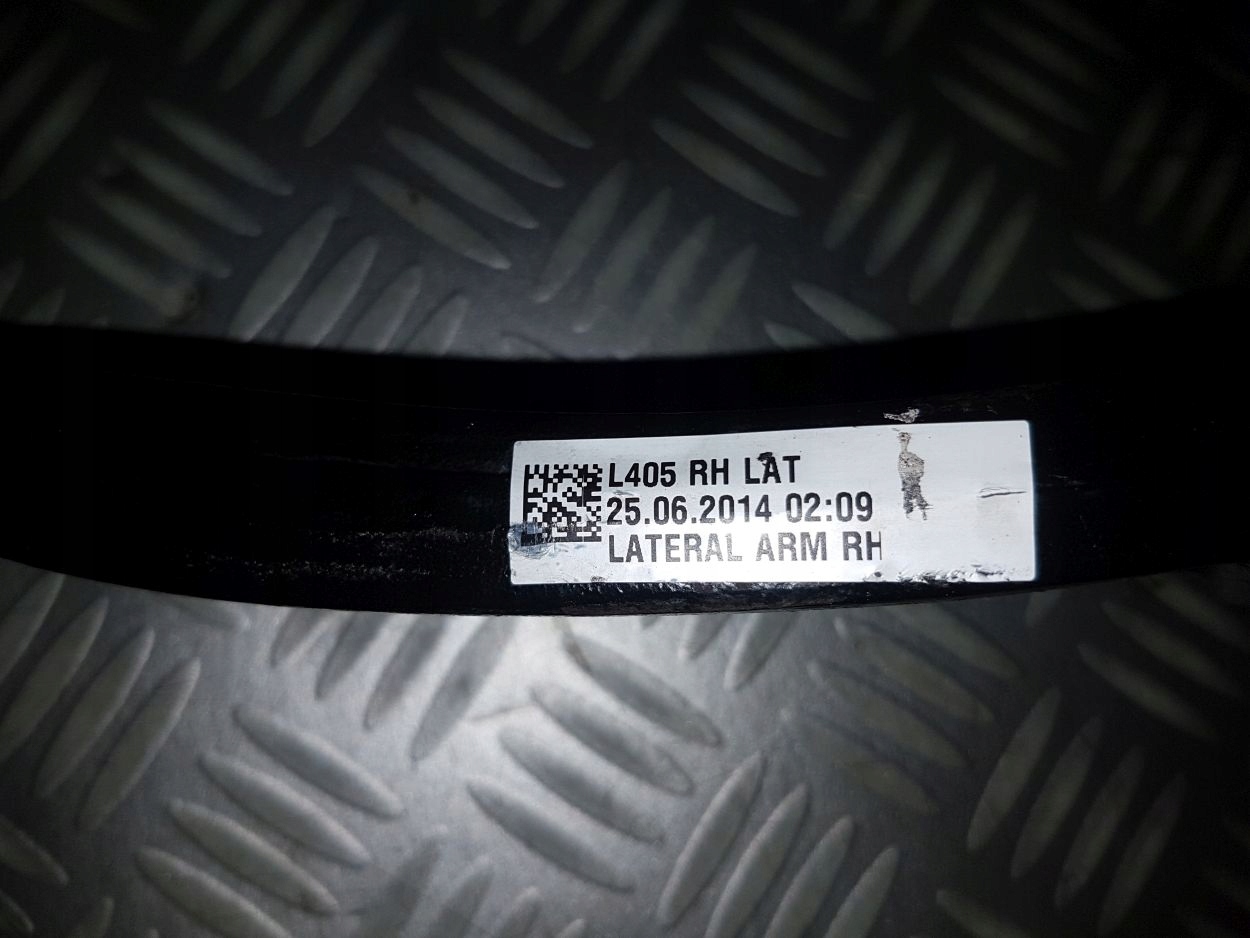 L405 RH LAT
25.06.2014 02:09
LATERAL ARM RH